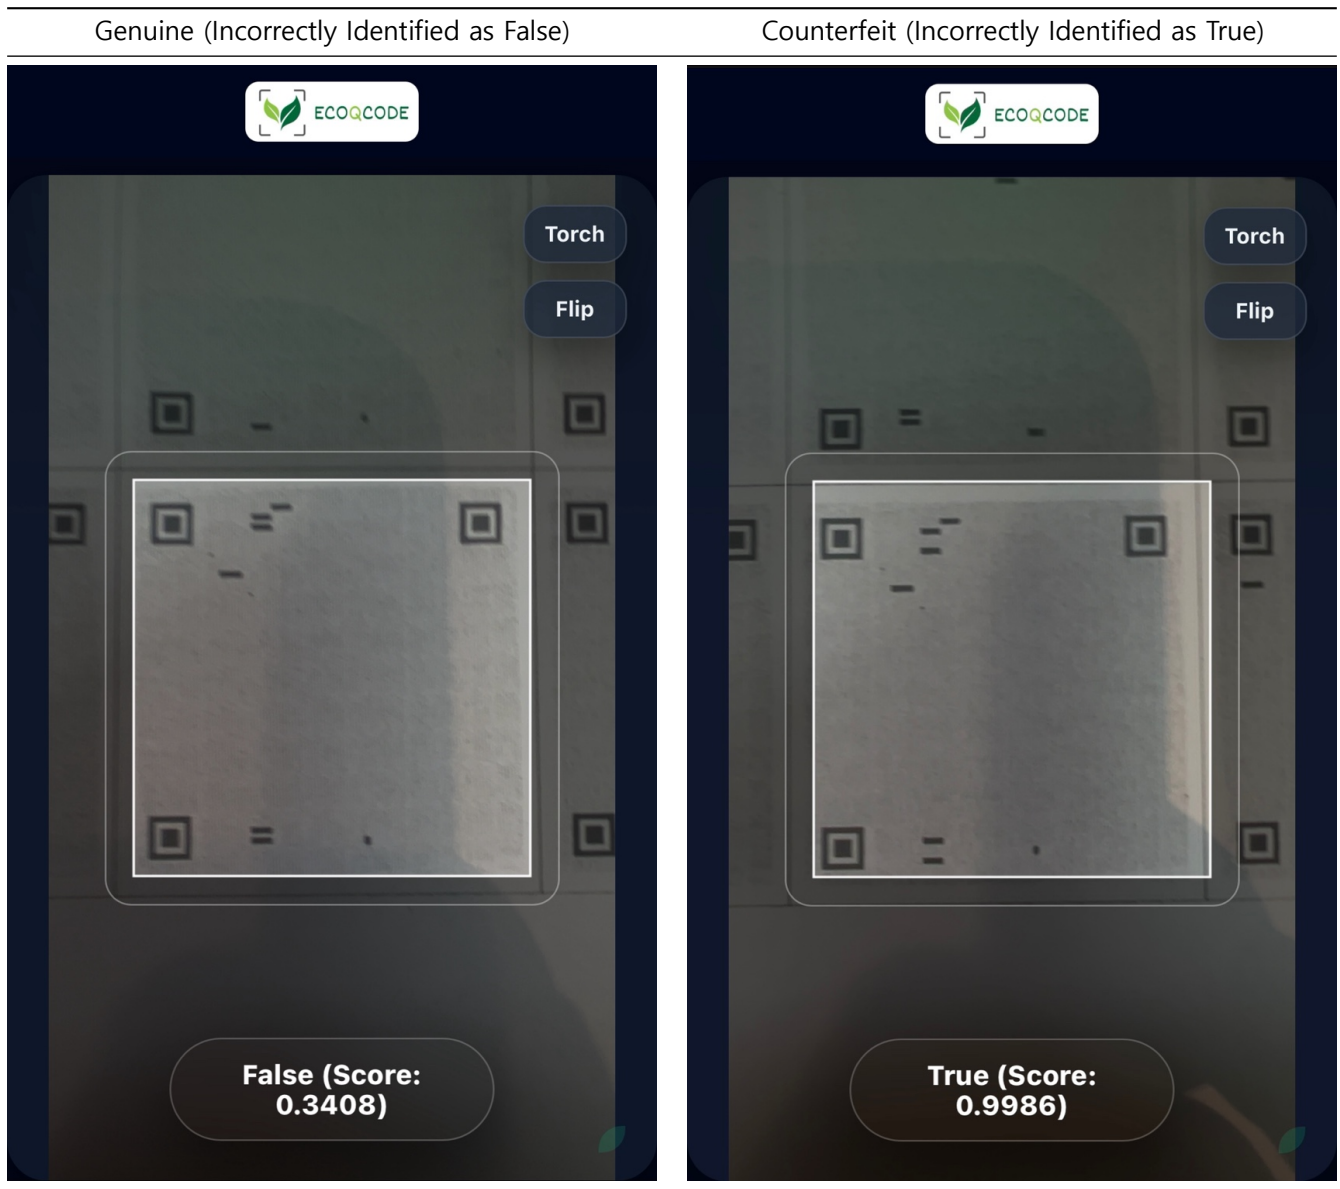 Genuine (Incorrectly Identified as False)
Counterfeit (Incorrectly Identified as True)
ECOQCODE
Torch
Flip
False (Score:
0.3408)
ECOQCODE
Torch
Flip
True (Score:
0.9986)